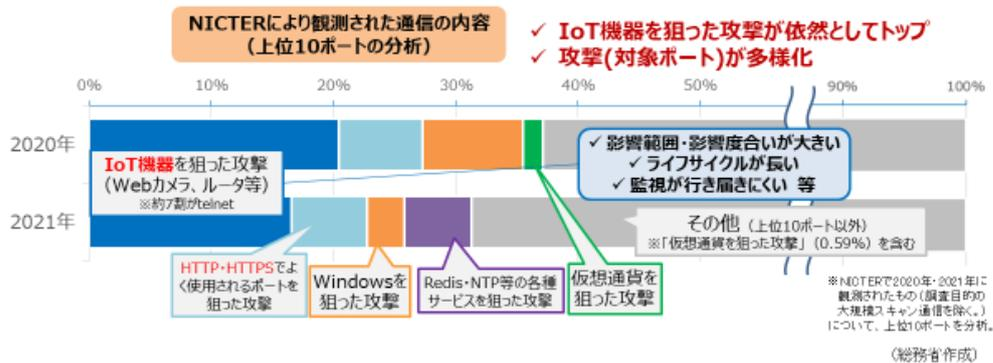 NICTERにより観測された通信の内容
（上位10ポートの分析）
✓ IoT機器を狙った攻撃が依然としてトップ
✓ 攻撃(対象ポート)が多様化
0% 10% 20% 30% 40% 50% 90% 100%
2020年
✓ 影響範囲・影響度合いが大きい
✓ ライフサイクルが長い
✓ 監視が行き届きにくい 等
IoT機器を狙った攻撃
（Webカメラ、ルータ等）
※約7割がtelnet
2021年
その他（上位10ポート以外）
※「仮想通貨を狙った攻撃」（0.59%）を含む
HTTP・HTTPSでよ
く使用されるポートを
狙った攻撃
Windowsを
狙った攻撃
Redis・NTP等の各種
サービスを狙った攻撃
仮想通貨を
狙った攻撃
※NICTERで2020年・2021年に
観測されたもの（調査目的の
大規模スキャン通信を除く。）
について、上位10ポートを分析。
（総務省作成）